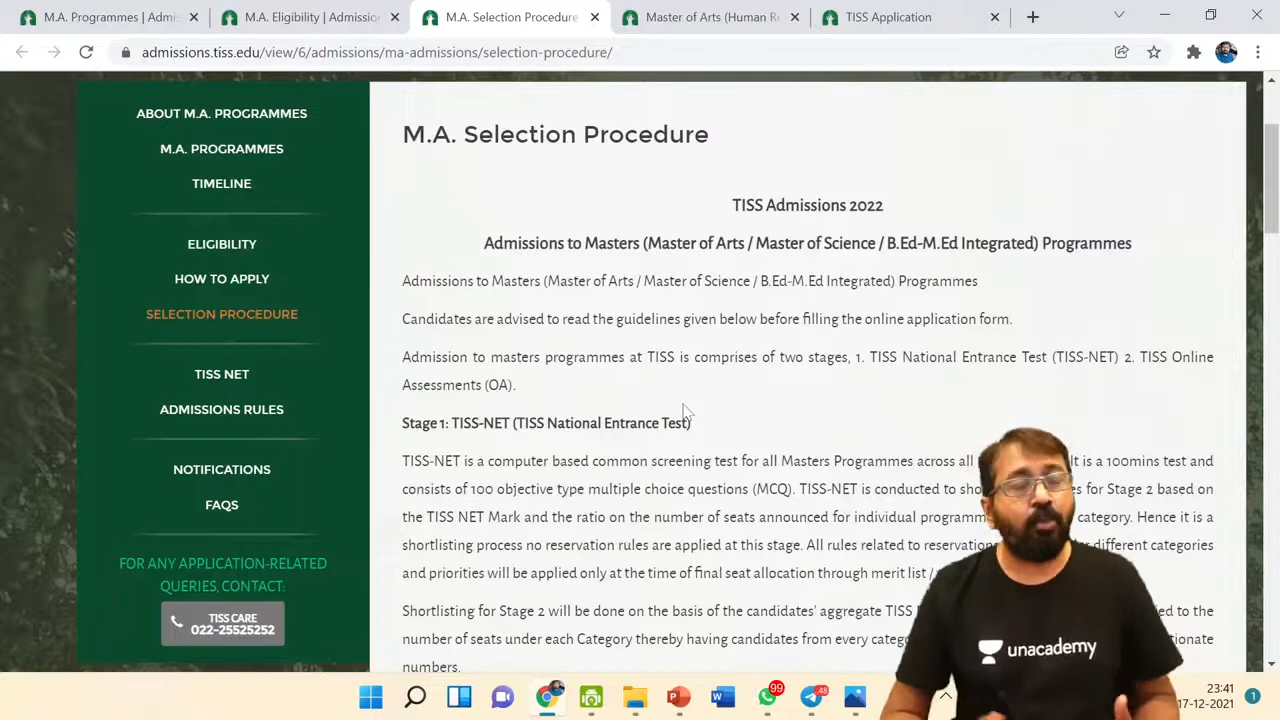 M.A. Programmes | Admis
M.A. Eligibility | Admission
M.A. Selection Procedure
Master of Arts (Human Re
TISS Application
admissions.tiss.edu/view/6/admissions/ma-admissions/selection-procedure/
ABOUT M.A. PROGRAMMES
M.A. PROGRAMMES
TIMELINE
ELIGIBILITY
HOW TO APPLY
SELECTION PROCEDURE
TISS NET
ADMISSIONS RULES
NOTIFICATIONS
FAQS
FOR ANY APPLICATION-RELATED
QUERIES, CONTACT:
TISS CARE
022-25525252
M.A. Selection Procedure
TISS Admissions 2022
Admissions to Masters (Master of Arts / Master of Science / B.Ed-M.Ed Integrated) Programmes
Admissions to Masters (Master of Arts / Master of Science / B.Ed-M.Ed Integrated) Programmes
Candidates are advised to read the guidelines given below before filling the online application form.
Admission to masters programmes at TISS is comprises of two stages, 1. TISS National Entrance Test (TISS-NET) 2. TISS Online
Assessments (OA).
Stage 1: TISS-NET (TISS National Entrance Test)
TISS-NET is a computer based common screening test for all Masters Programmes across all It is a 100mins test and
consists of 100 objective type multiple choice questions (MCQ). TISS-NET is conducted to sho es for Stage 2 based on
the TISS NET Mark and the ratio on the number of seats announced for individual programm category. Hence it is a
shortlisting process no reservation rules are applied at this stage. All rules related to reservation different categories
and priorities will be applied only at the time of final seat allocation through merit list /
Shortlisting for Stage 2 will be done on the basis of the candidates' aggregate TISS ied to the
number of seats under each Category thereby having candidates from every categ tionate
numbers.
unacademy
99
48
23:41
17-12-2021
1